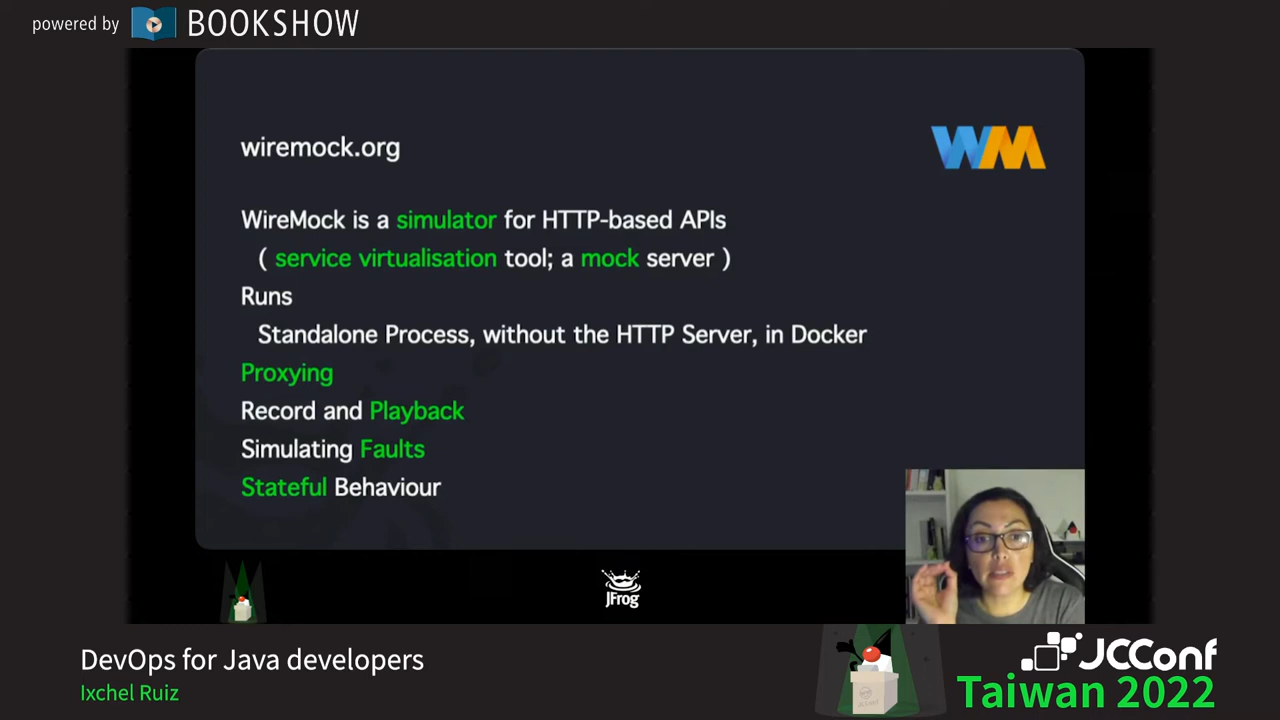 powered by BOOKSHOW
wiremock.org
WM
WireMock is a simulator for HTTP-based APIs
( service virtualisation tool; a mock server )
Runs
Standalone Process, without the HTTP Server, in Docker
Proxying
Record and Playback
Simulating Faults
Stateful Behaviour
JFrog
DevOps for Java developers
Ixchel Ruiz
JCConf
Taiwan 2022